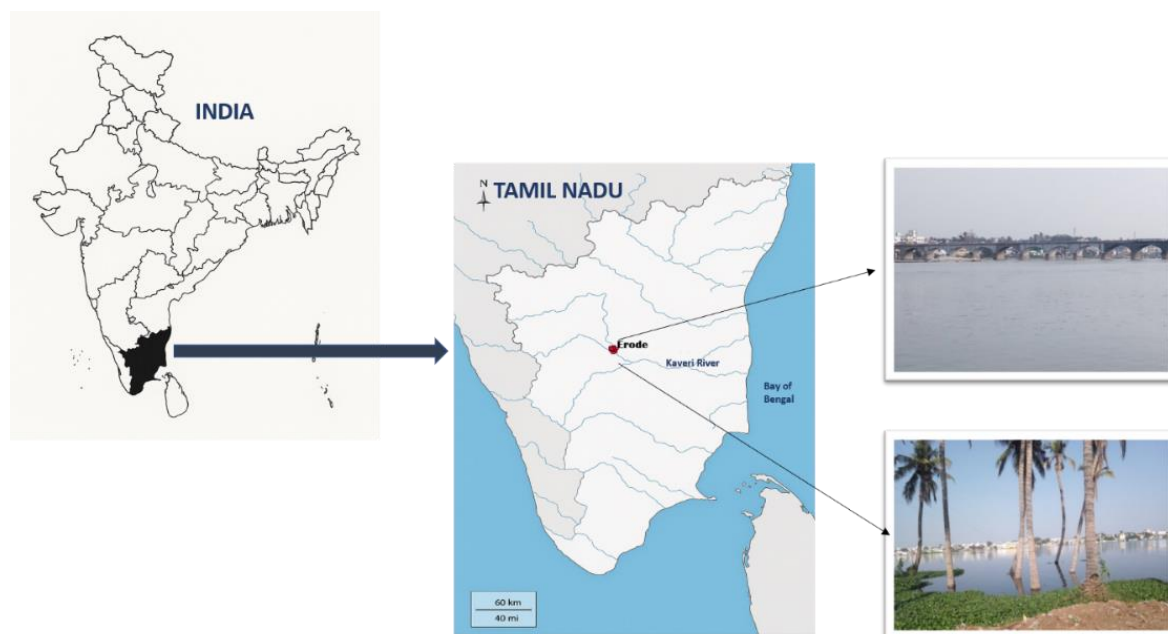 INDIA
N
TAMIL NADU
Erode
Kaveri River
Bay of
Bengal
60 km
40 mi